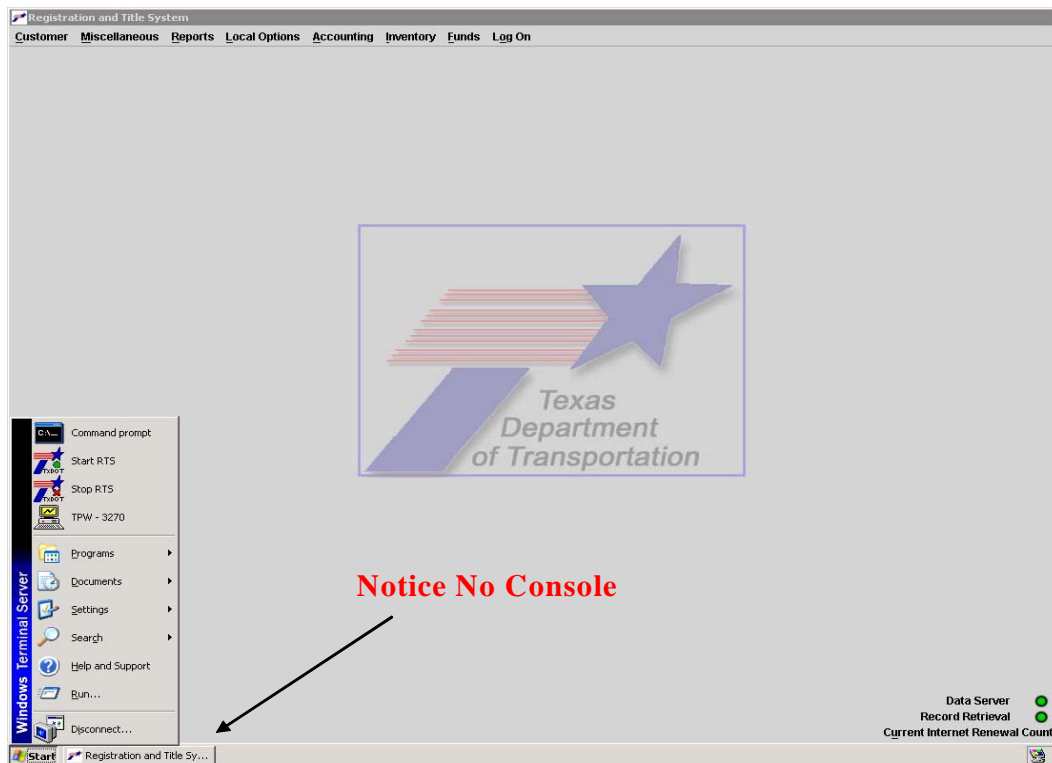 Registration and Title System
Customer Miscellaneous Reports Local Options Accounting Inventory Funds Log On
Texas
Department
of Transportation
C:\_ Command prompt
TxDOT Start RTS
TxDOT Stop RTS
TPW - 3270
Programs
Documents
Settings
Search
Help and Support
Run...
Disconnect...
Windows Terminal Server
Notice No Console
Data Server
Record Retrieval
Current Internet Renewal Count
Start Registration and Title Sy...